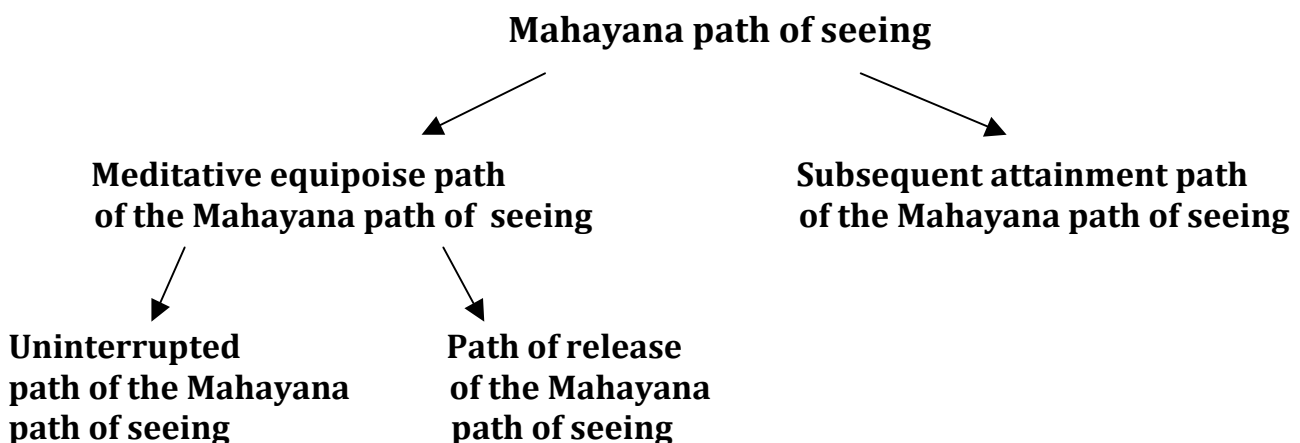 Mahayana path of seeing
Meditative equipoise path
of the Mahayana path of seeing
Subsequent attainment path
of the Mahayana path of seeing
Uninterrupted
path of the Mahayana
path of seeing
Path of release
of the Mahayana
path of seeing